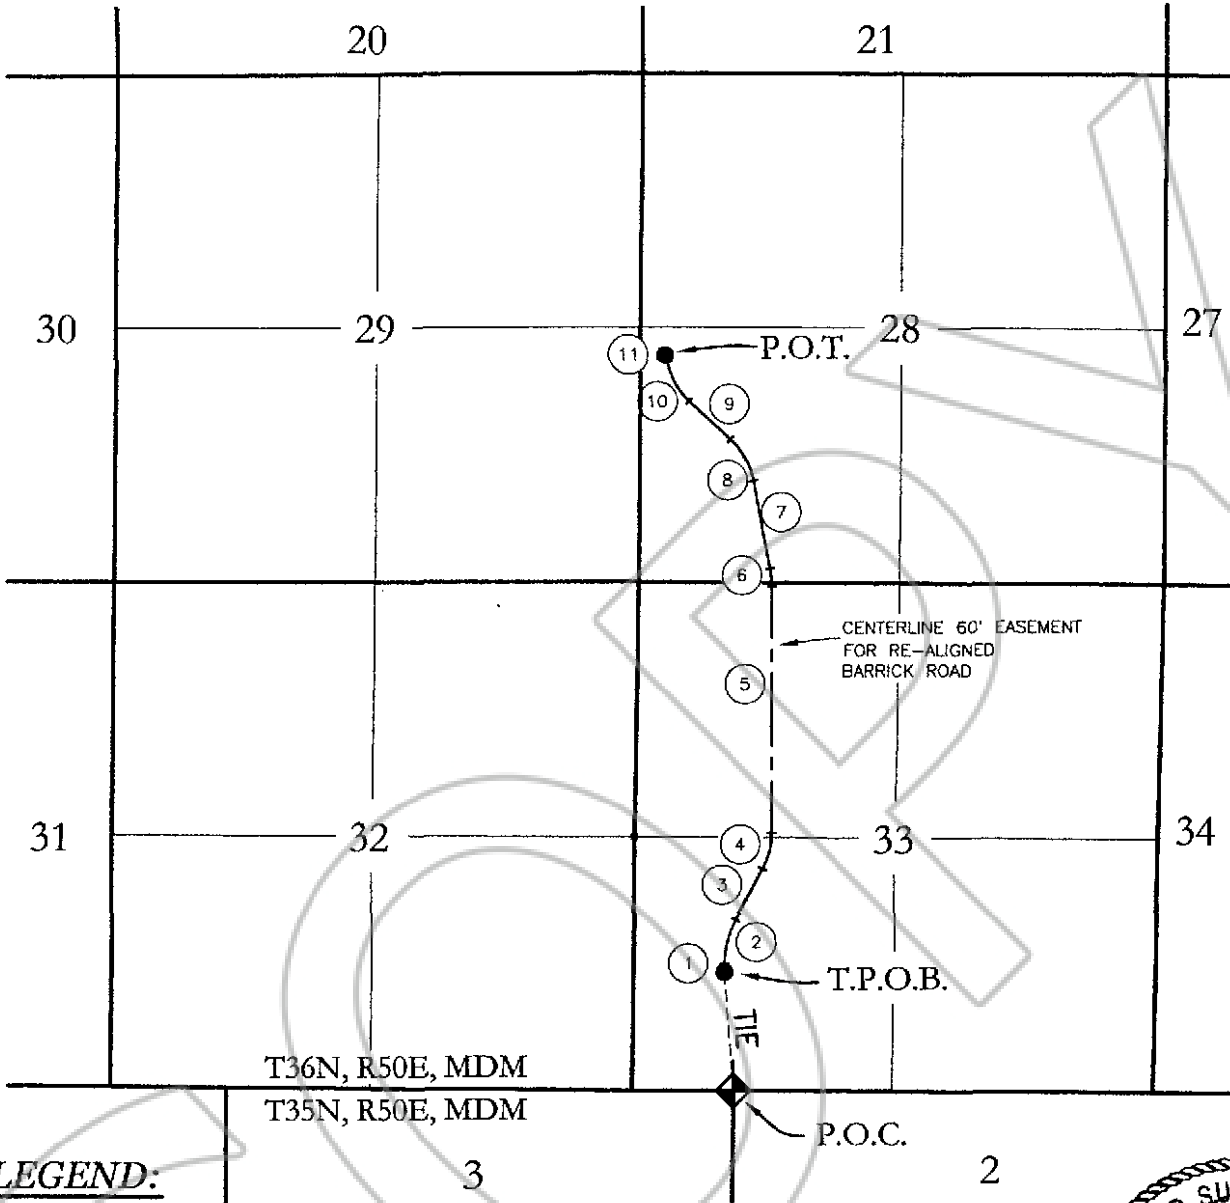 20
21
30
29
28
27
11
P.O.T.
10
9
8
7
6
CENTERLINE 60' EASEMENT
FOR RE-ALIGNED
BARRICK ROAD
5
31
32
33
34
4
3
2
1
T.P.O.B.
TIE
T36N, R50E, MDM
T35N, R50E, MDM
P.O.C.
LEGEND:
3
2